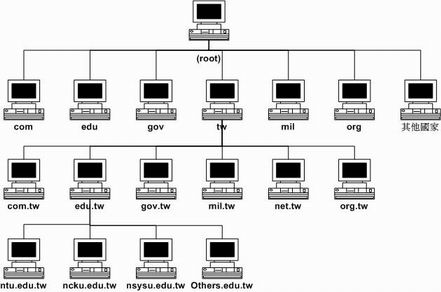 (root)
com edu gov tw mil org 其他國家
com.tw edu.tw gov.tw mil.tw net.tw org.tw
ntu.edu.tw ncku.edu.tw nsysu.edu.tw Others.edu.tw